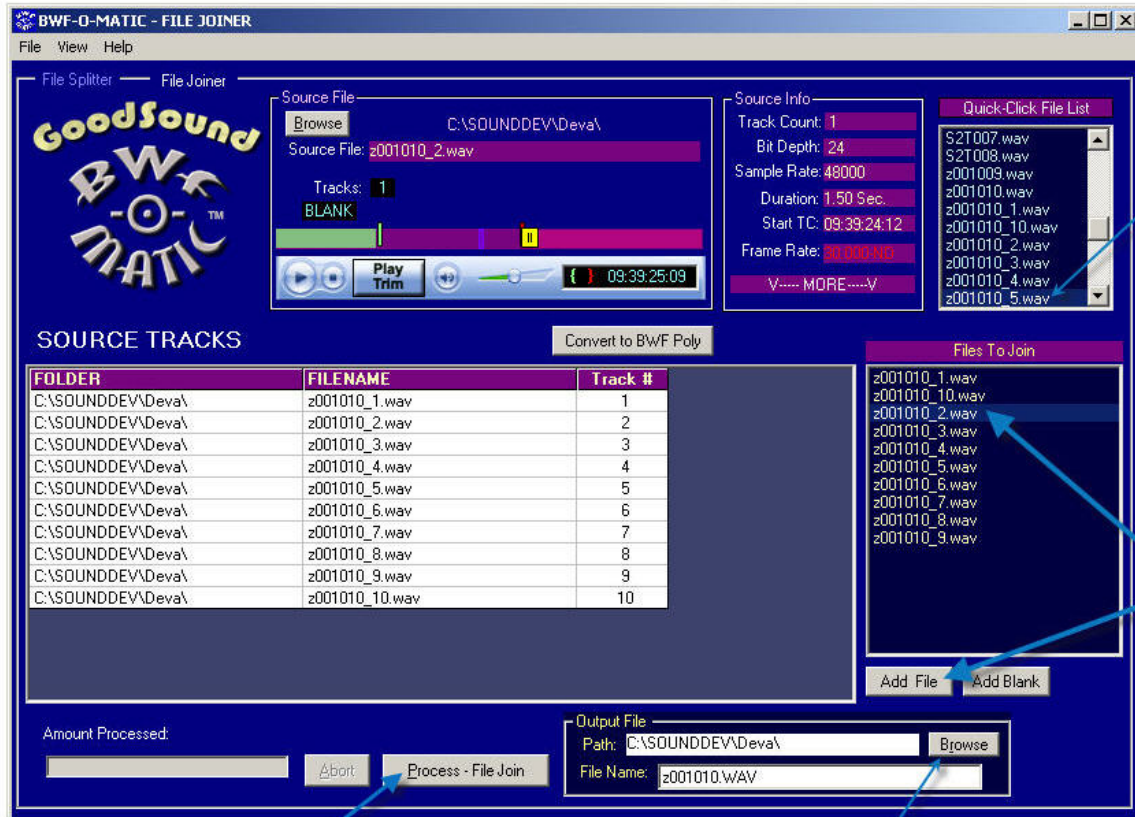 BWF-O-MATIC - FILE JOINER
File View Help
File Splitter File Joiner
GoodSound
BWF
-O-
MATIC TM
Source File
Browse C:\SOUNDDEV\Deva\
Source File: z001010_2.wav
Tracks: 1
BLANK
II
Play Trim { } 09:39:25:09
Source Info
Track Count: 1
Bit Depth: 24
Sample Rate: 48000
Duration: 1.50 Sec.
Start TC: 09:39:24:12
Frame Rate: 30.000-ND
V----- MORE-----V
Quick-Click File List
S2T007.wav
S2T008.wav
z001009.wav
z001010.wav
z001010_1.wav
z001010_10.wav
z001010_2.wav
z001010_3.wav
z001010_4.wav
z001010_5.wav
SOURCE TRACKS
Convert to BWF Poly
FOLDER FILENAME Track #
C:\SOUNDDEV\Deva\ z001010_1.wav 1
C:\SOUNDDEV\Deva\ z001010_2.wav 2
C:\SOUNDDEV\Deva\ z001010_3.wav 3
C:\SOUNDDEV\Deva\ z001010_4.wav 4
C:\SOUNDDEV\Deva\ z001010_5.wav 5
C:\SOUNDDEV\Deva\ z001010_6.wav 6
C:\SOUNDDEV\Deva\ z001010_7.wav 7
C:\SOUNDDEV\Deva\ z001010_8.wav 8
C:\SOUNDDEV\Deva\ z001010_9.wav 9
C:\SOUNDDEV\Deva\ z001010_10.wav 10
Files To Join
z001010_1.wav
z001010_10.wav
z001010_2.wav
z001010_3.wav
z001010_4.wav
z001010_5.wav
z001010_6.wav
z001010_7.wav
z001010_8.wav
z001010_9.wav
Add File Add Blank
Amount Processed:
Abort Process - File Join
Output File
Path: C:\SOUNDDEV\Deva\ Browse
File Name: z001010.WAV